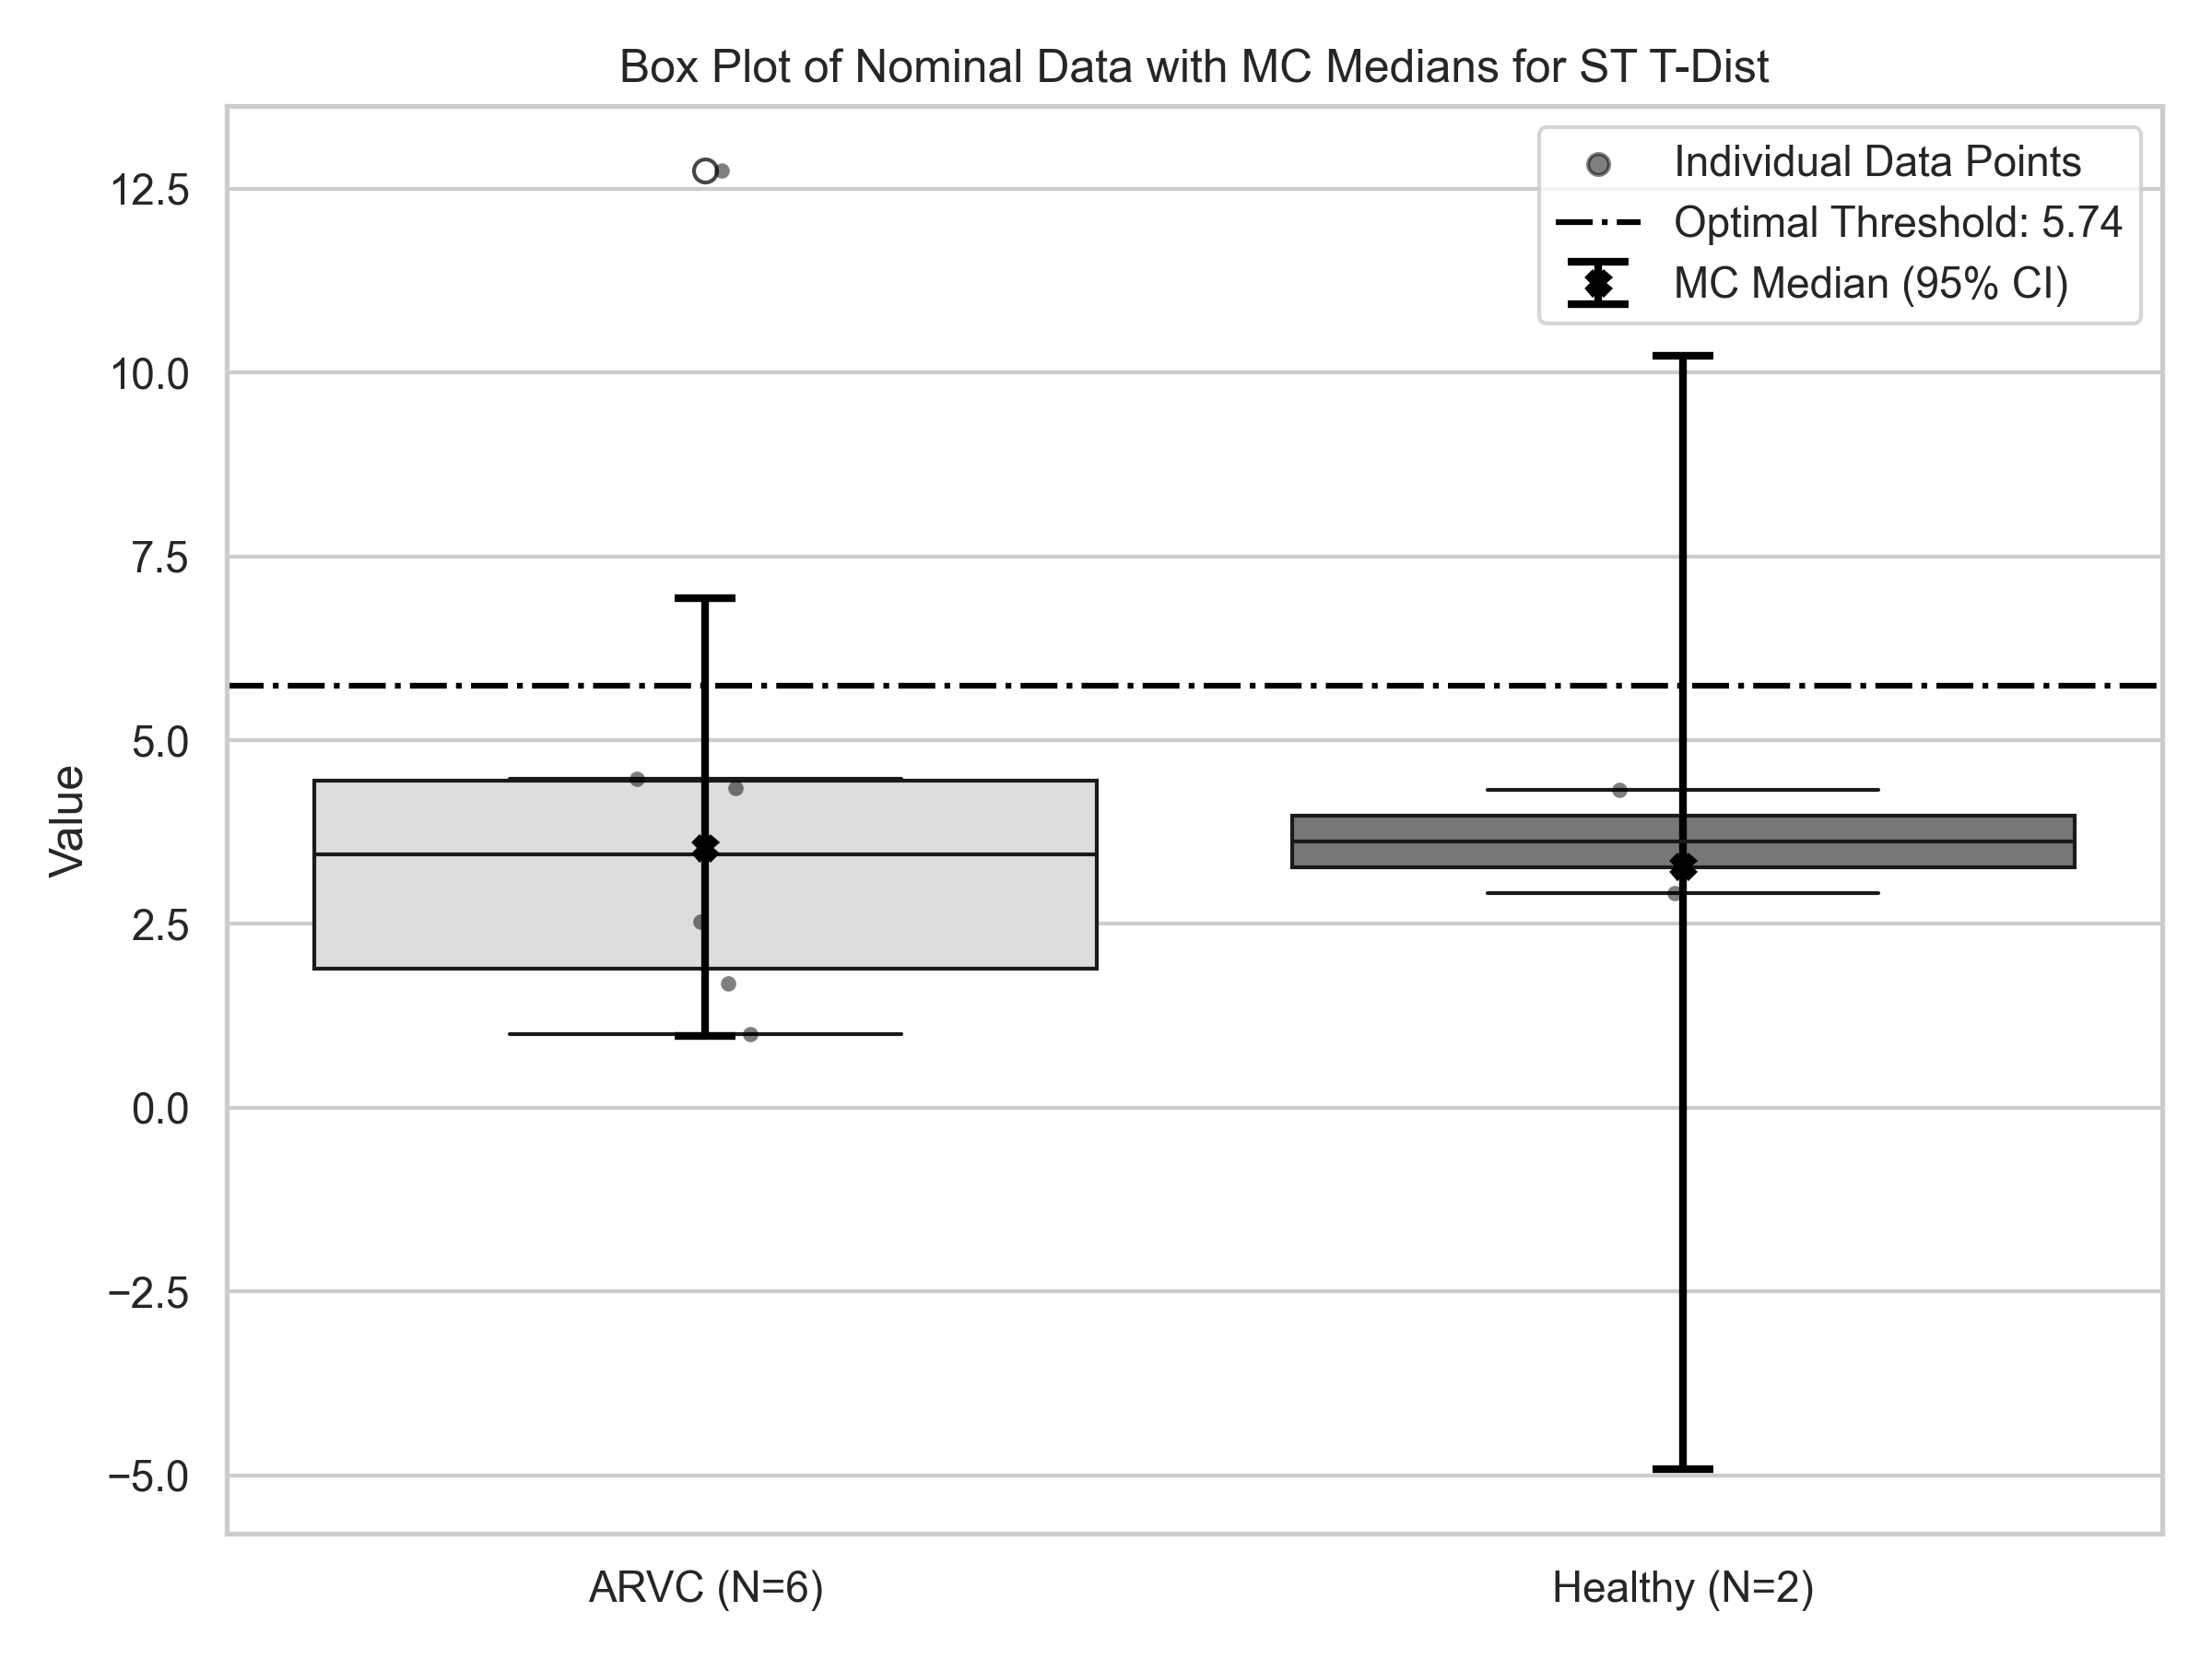 Box Plot of Nominal Data with MC Medians for ST T-Dist
Individual Data Points
Optimal Threshold: 5.74
MC Median (95% CI)
12.5
10.0
7.5
5.0
2.5
0.0
−2.5
−5.0
Value
ARVC (N=6)
Healthy (N=2)